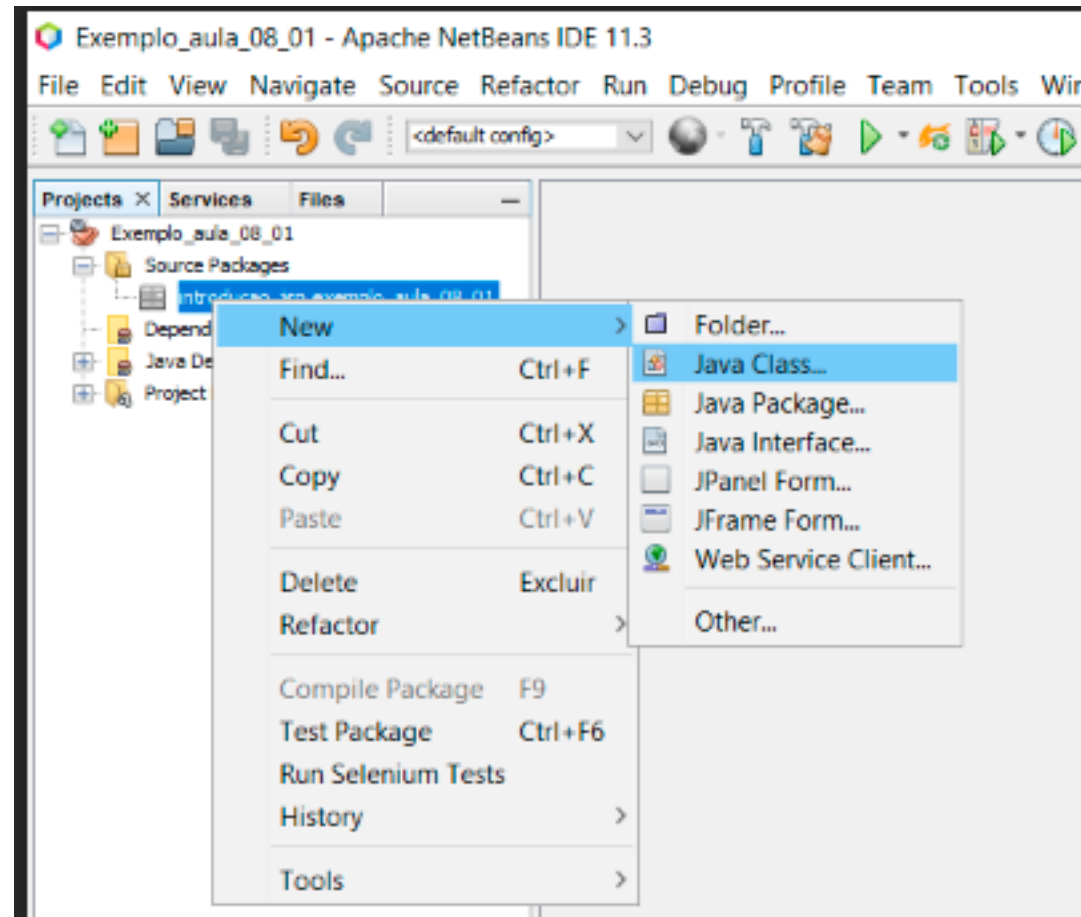 Exemplo_aula_08_01 - Apache NetBeans IDE 11.3
File Edit View Navigate Source Refactor Run Debug Profile Team Tools
<default config>
Projects Services Files
Exemplo_aula_08_01
Source Packages
Depend
Java De
Project
New
Find... Ctrl+F
Cut Ctrl+X
Copy Ctrl+C
Paste Ctrl+V
Delete Excluir
Refactor
Compile Package F9
Test Package Ctrl+F6
Run Selenium Tests
History
Tools
Folder...
Java Class...
Java Package...
Java Interface...
JPanel Form...
JFrame Form...
Web Service Client...
Other...